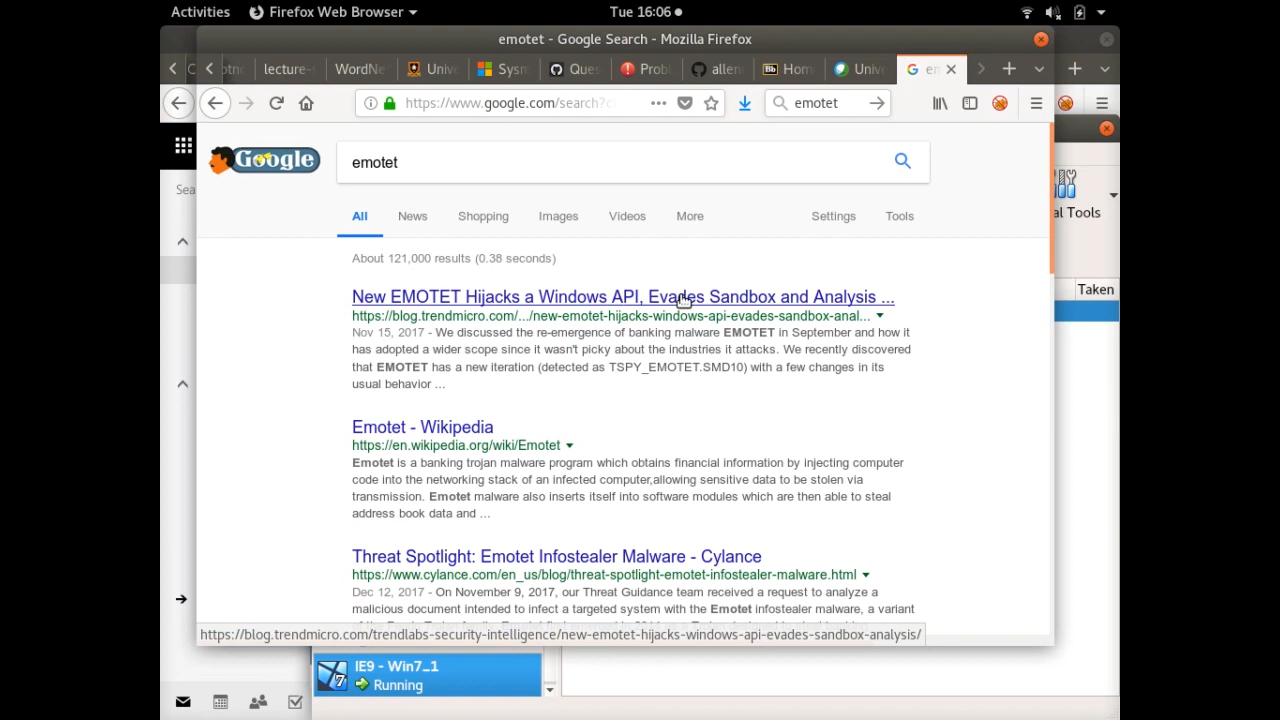 Activities
Firefox Web Browser
Tue 16:06
emotet - Google Search - Mozilla Firefox
lecture-
WordNe
Unive
Sysm
Ques
Probl
allen
Hom
Unive
https://www.google.com/search?c
emotet
Google
emotet
Sea
All
News
Shopping
Images
Videos
More
Settings
Tools
al Tools
Taken
About 121,000 results (0.38 seconds)
New EMOTET Hijacks a Windows API, Evades Sandbox and Analysis ...
https://blog.trendmicro.com/.../new-emotet-hijacks-windows-api-evades-sandbox-anal...
Nov 15, 2017 - We discussed the re-emergence of banking malware EMOTET in September and how it
has adopted a wider scope since it wasn't picky about the industries it attacks. We recently discovered
that EMOTET has a new iteration (detected as TSPY_EMOTET.SMD10) with a few changes in its
usual behavior ...
Emotet - Wikipedia
https://en.wikipedia.org/wiki/Emotet
Emotet is a banking trojan malware program which obtains financial information by injecting computer
code into the networking stack of an infected computer,allowing sensitive data to be stolen via
transmission. Emotet malware also inserts itself into software modules which are then able to steal
address book data and ...
Threat Spotlight: Emotet Infostealer Malware - Cylance
https://www.cylance.com/en_us/blog/threat-spotlight-emotet-infostealer-malware.html
Dec 12, 2017 - On November 9, 2017, our Threat Guidance team received a request to analyze a
malicious document intended to infect a targeted system with the Emotet infostealer malware, a variant
https://blog.trendmicro.com/trendlabs-security-intelligence/new-emotet-hijacks-windows-api-evades-sandbox-analysis/
IE9 - Win7_1
Running